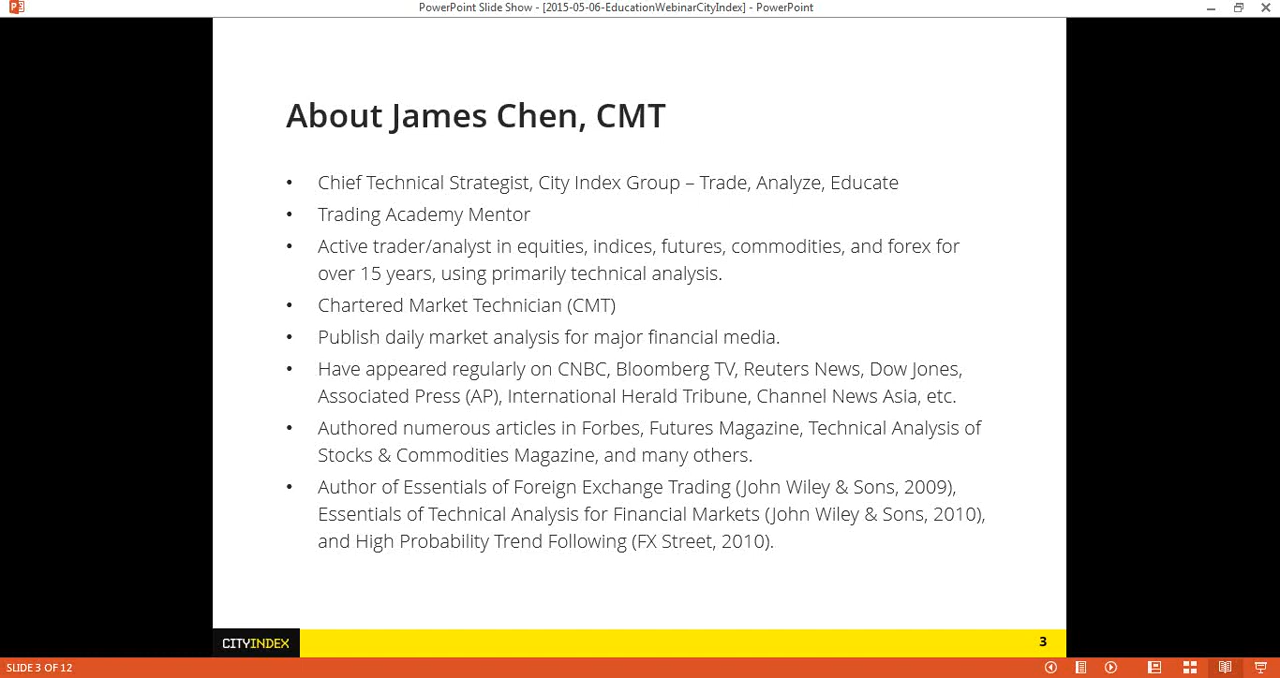 PowerPoint Slide Show - [2015-05-06-EducationWebinarCityIndex] - PowerPoint
About James Chen, CMT
• Chief Technical Strategist, City Index Group – Trade, Analyze, Educate
• Trading Academy Mentor
• Active trader/analyst in equities, indices, futures, commodities, and forex for
over 15 years, using primarily technical analysis.
• Chartered Market Technician (CMT)
• Publish daily market analysis for major financial media.
• Have appeared regularly on CNBC, Bloomberg TV, Reuters News, Dow Jones,
Associated Press (AP), International Herald Tribune, Channel News Asia, etc.
• Authored numerous articles in Forbes, Futures Magazine, Technical Analysis of
Stocks & Commodities Magazine, and many others.
• Author of Essentials of Foreign Exchange Trading (John Wiley & Sons, 2009),
Essentials of Technical Analysis for Financial Markets (John Wiley & Sons, 2010),
and High Probability Trend Following (FX Street, 2010).
CITYINDEX
3
SLIDE 3 OF 12